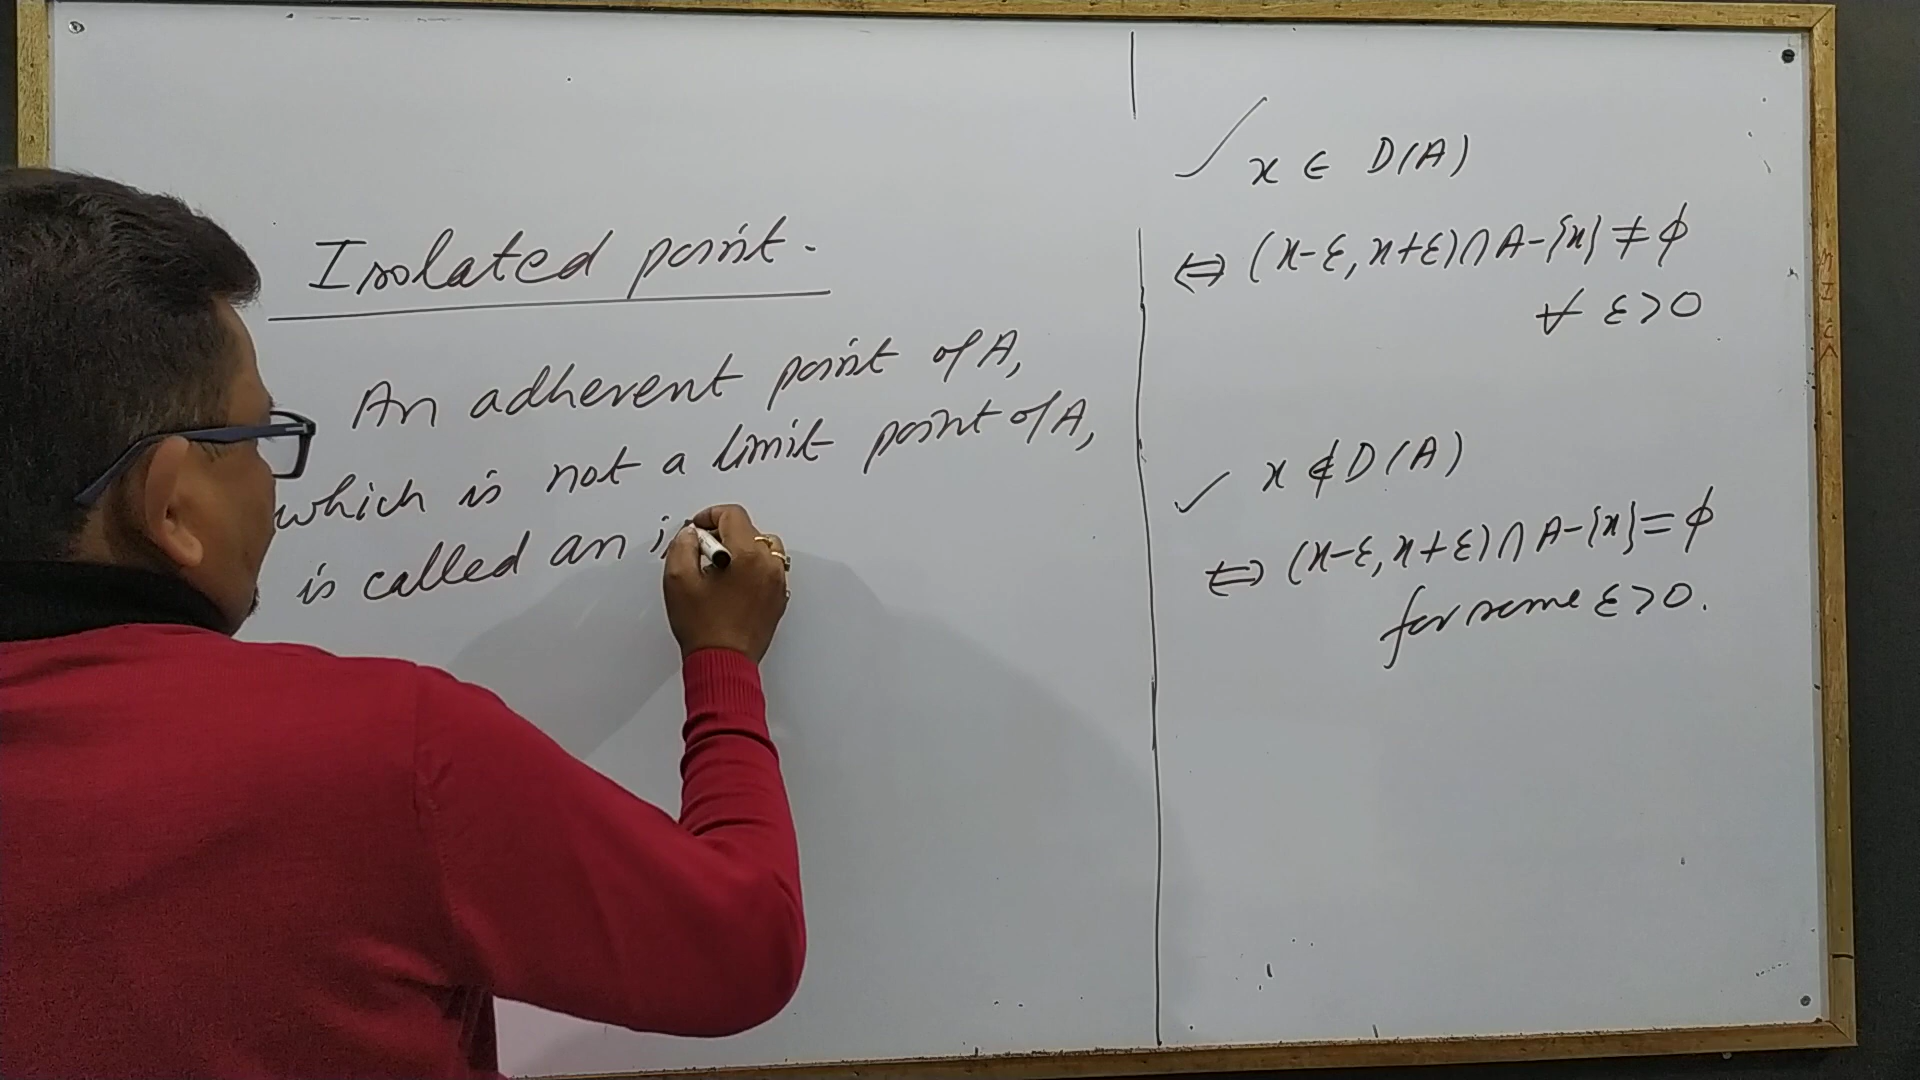 Isolated point.
An adherent point of A,
which is not a limit point of A,
is called an i
x ∈ D(A)
⇔ (x-ε, x+ε)∩A-{x} ≠ ϕ
∀ ε>0
x ∉ D(A)
⇔ (x-ε, x+ε)∩A-{x} = ϕ
for some ε>0.